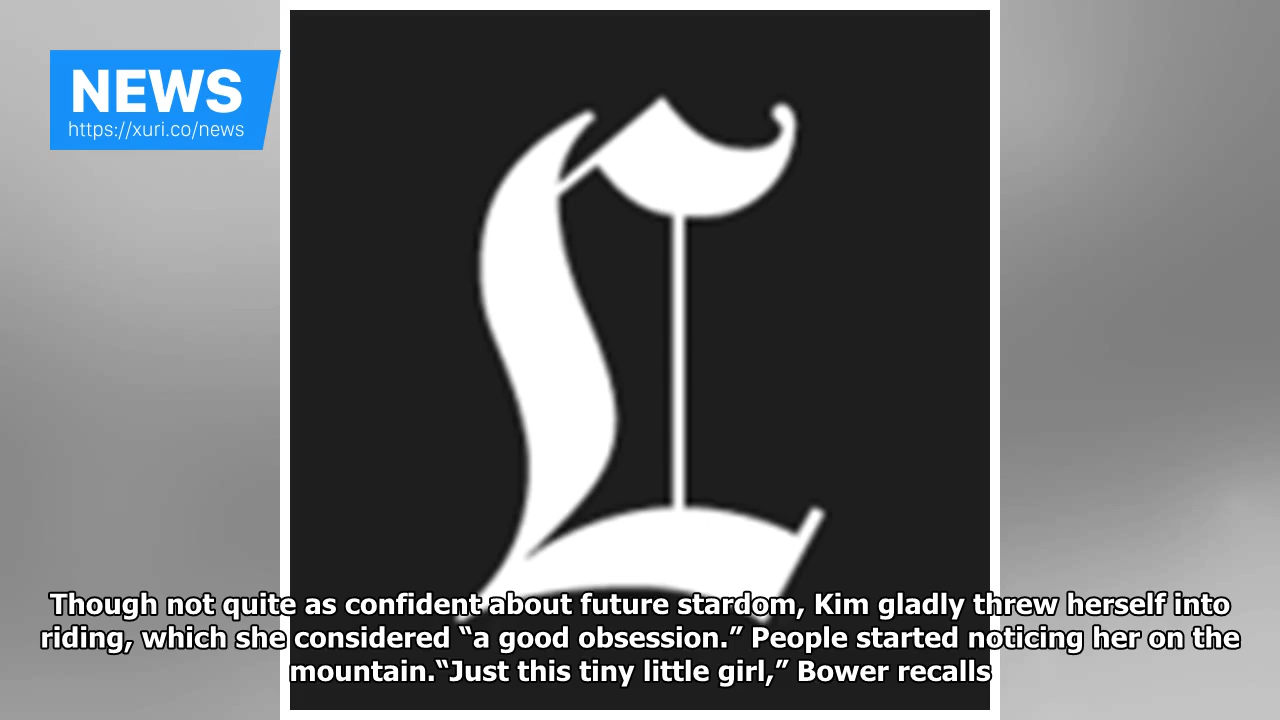 NEWS
https://xuri.co/news
L
Though not quite as confident about future stardom, Kim gladly threw herself into
riding, which she considered “a good obsession.” People started noticing her on the
mountain.“Just this tiny little girl,” Bower recalls